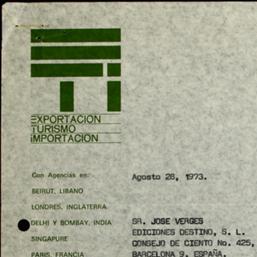 EXPORTACION
TURISMO
IMPORTACION
Con Agencias en:
Agosto 28, 1973.
BEIRUT, LIBANO
LONDRES, INGLATERRA
DELHI Y BOMBAY, INDIA
SR. JOSE VERGES
EDICIONES DESTINO, S. L.
SINGAPURE
CONSEJO DE CIENTO No. 425,
PARIS, FRANCIA
BARCELONA 9, ESPAÑA.